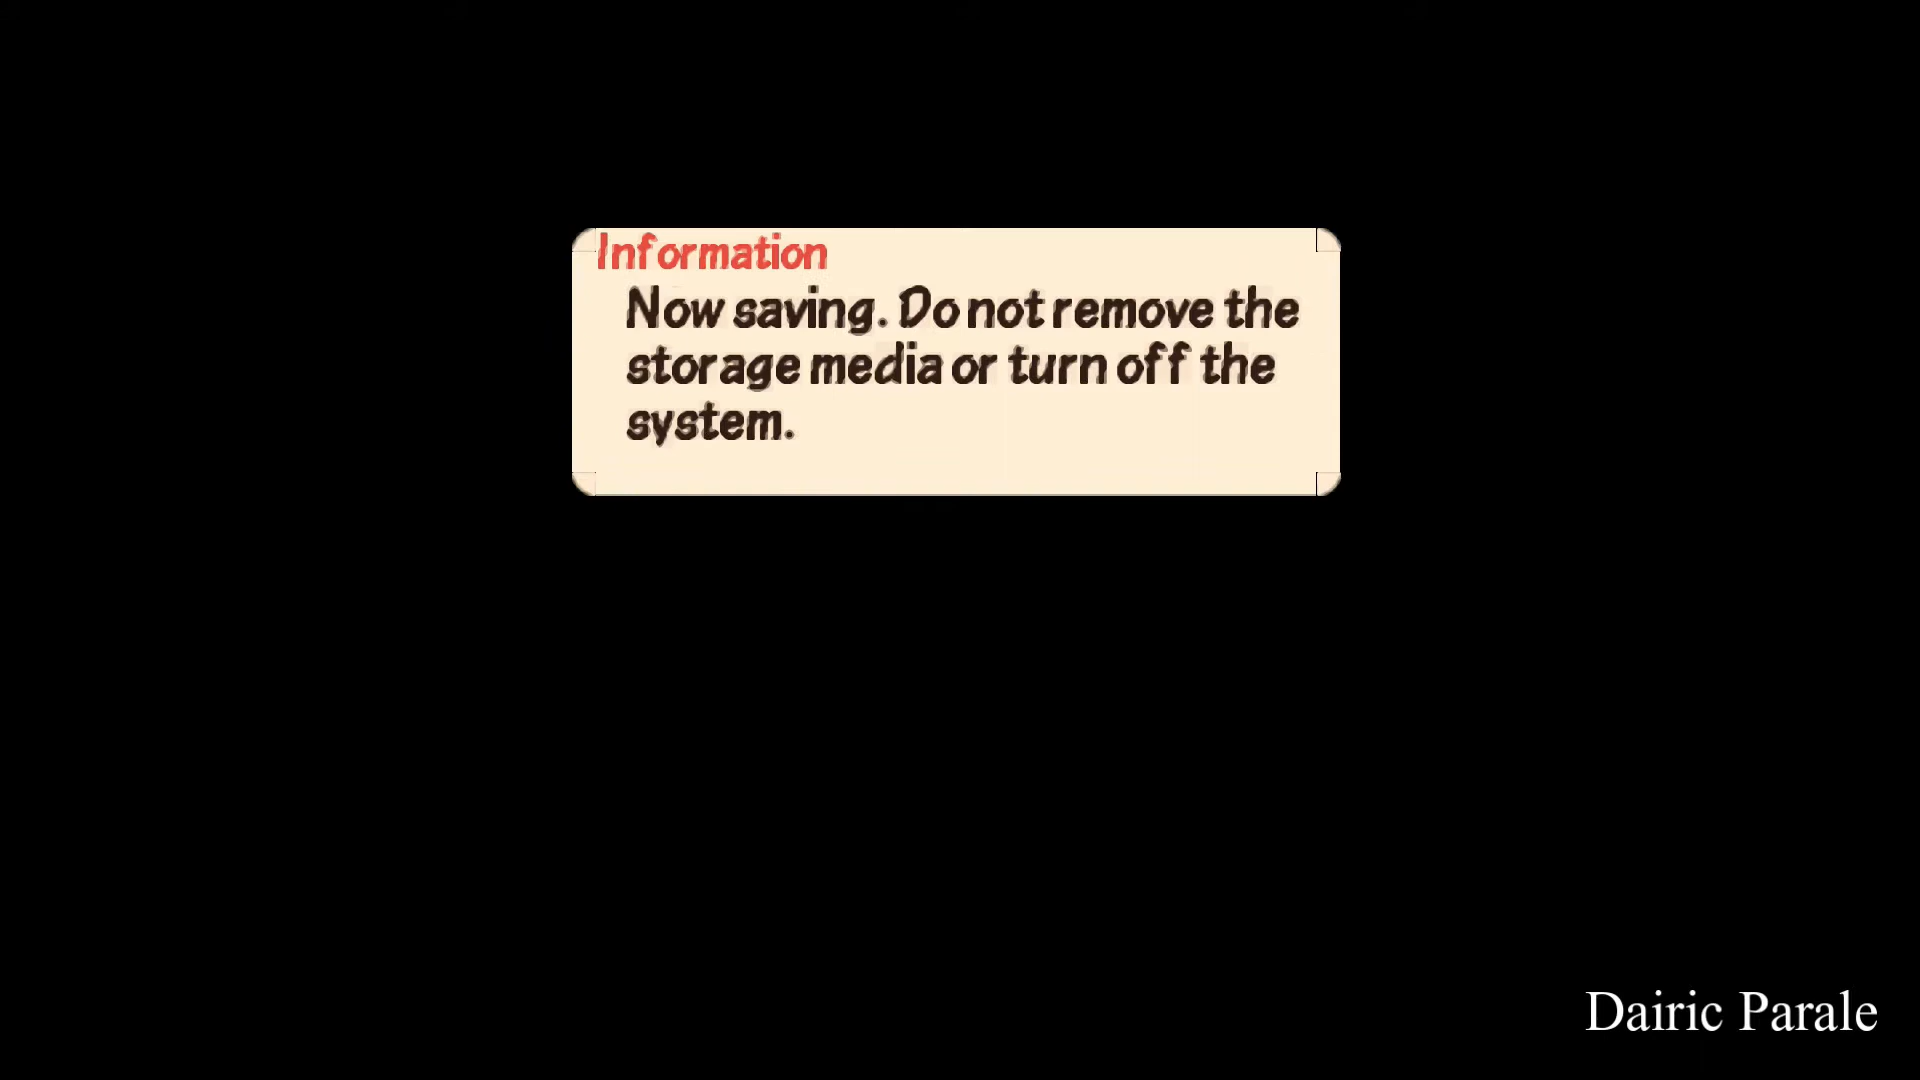 Information
Now saving. Do not remove the
storage media or turn off the
system.
Dairic Parale